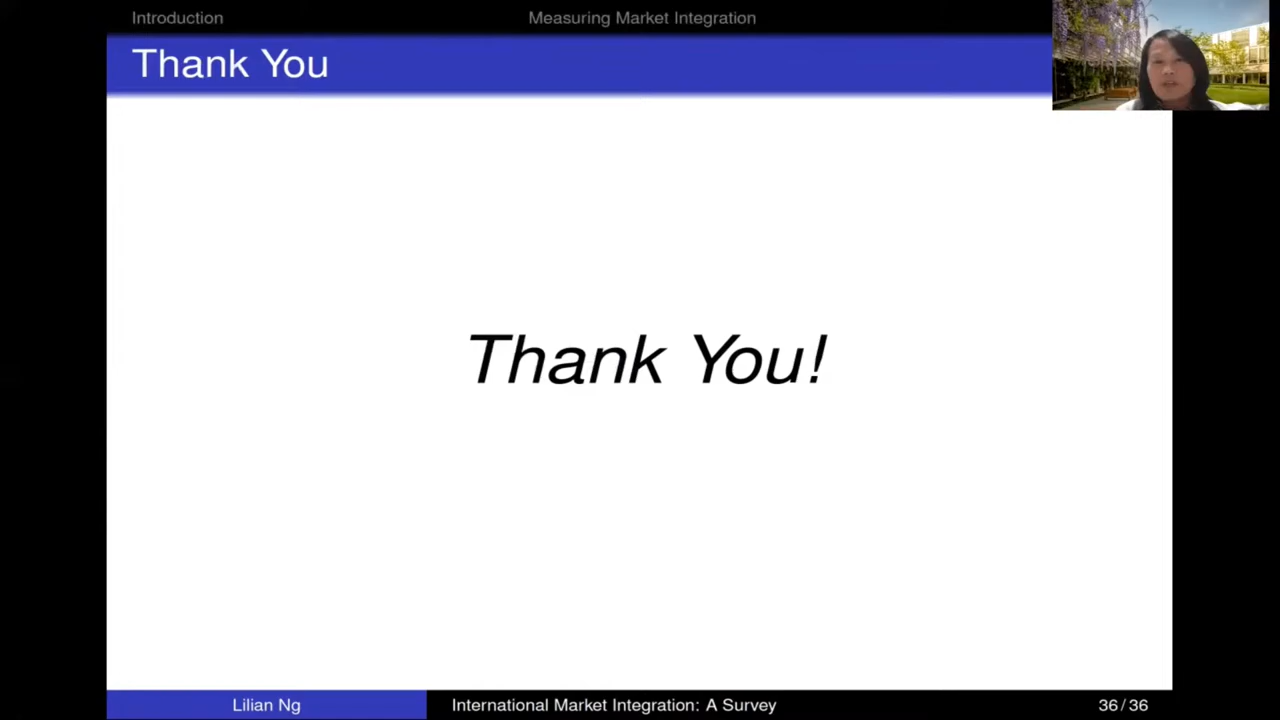 Introduction
Measuring Market Integration
Thank You
Thank You!
Lilian Ng
International Market Integration: A Survey
36 / 36